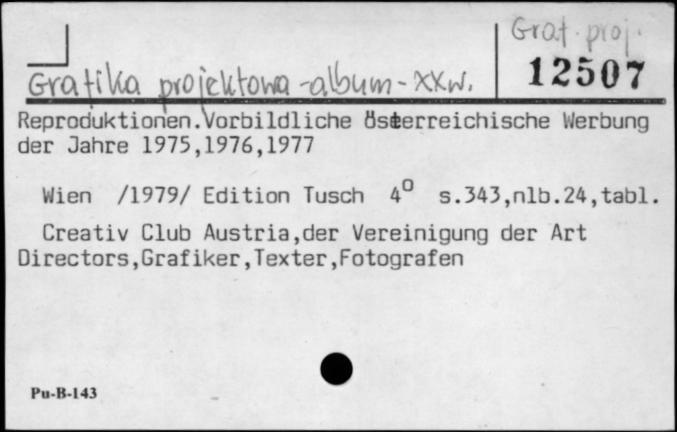 Graf. proj.
12507
Grafika projektowa - album - XXw.
Reproduktionen.Vorbildliche österreichische Werbung
der Jahre 1975,1976,1977
Wien /1979/ Edition Tusch 4° s.343,nlb.24,tabl.
Creativ Club Austria,der Vereinigung der Art
Directors,Grafiker,Texter,Fotografen
Pu-B-143